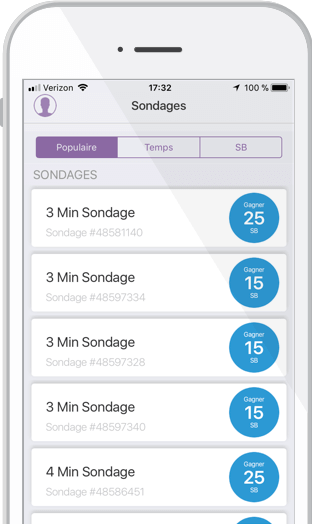 Verizon 17:32 100 %
Sondages
Populaire Temps SB
SONDAGES
3 Min Sondage
Sondage #48581140
Gagner
25
SB
3 Min Sondage
Sondage #48597334
Gagner
15
SB
3 Min Sondage
Sondage #48597328
Gagner
15
SB
3 Min Sondage
Sondage #48597340
Gagner
15
SB
4 Min Sondage
Sondage #48586451
Gagner
25
SB